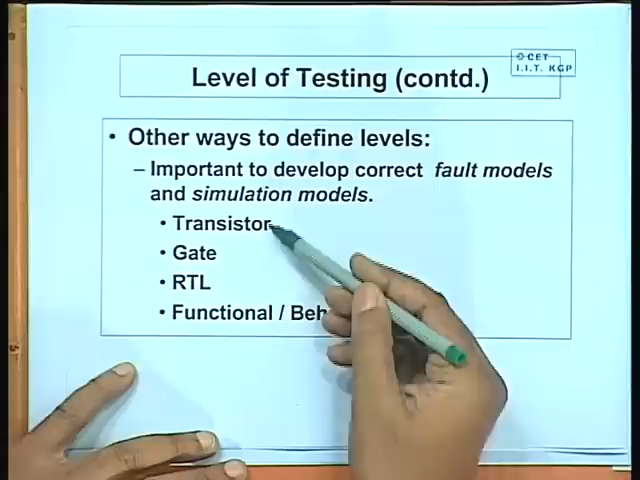 © CET
I.I.T. KGP
Level of Testing (contd.)
• Other ways to define levels:
– Important to develop correct fault models
and simulation models.
• Transistor
• Gate
• RTL
• Functional /